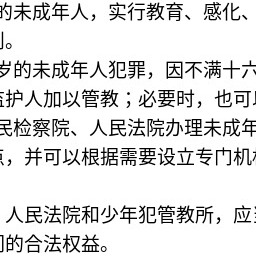 的未成年人，实行教育、感化、
则。
岁的未成年人犯罪，因不满十六
监护人加以管教；必要时，也可
民检察院、人民法院办理未成年
点，并可以根据需要设立专门机
、人民法院和少年犯管教所，应
们的合法权益。